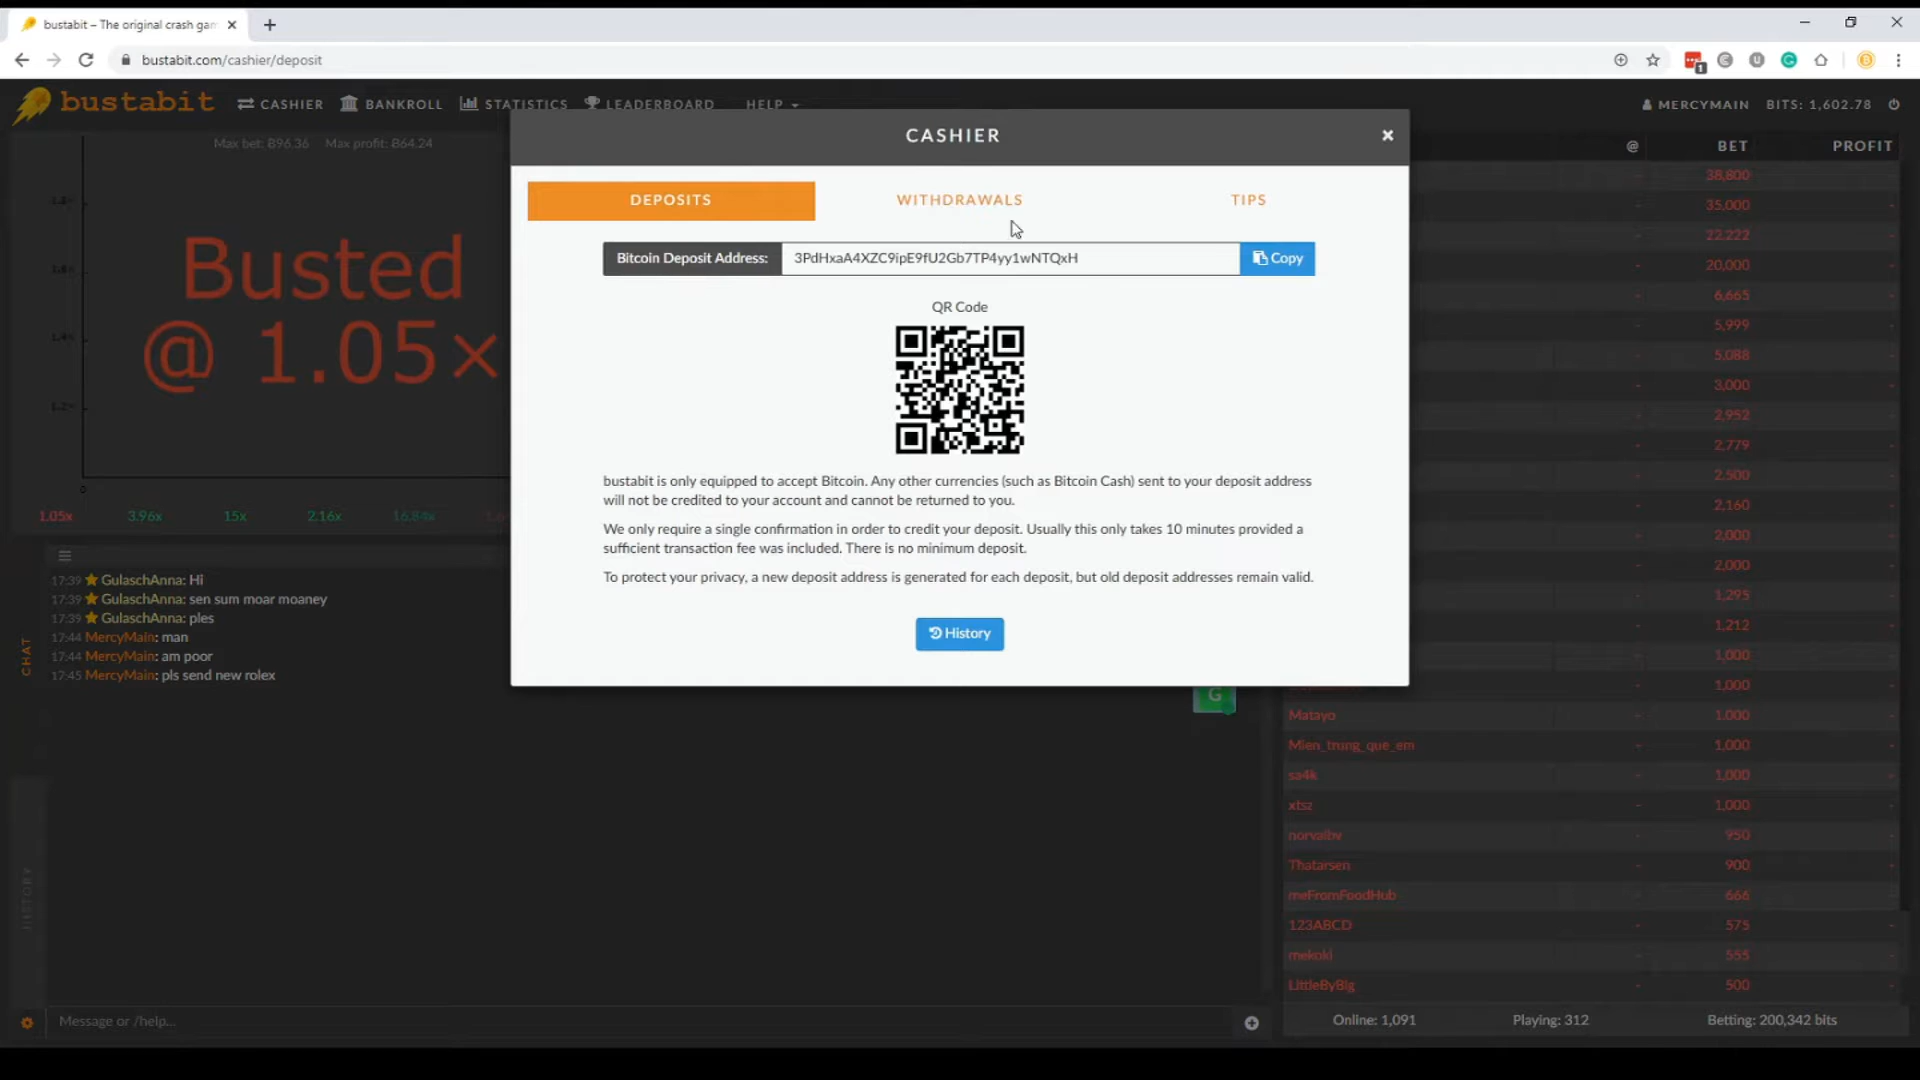 bustabit – The original crash gam
bustabit.com/cashier/deposit
1
bustabit
CASHIER
BANKROLL
STATISTICS
LEADERBOARD
HELP
MERCYMAIN
BITS: 1,602.78
Max bet: Ƀ96.36 Max profit: Ƀ64.24
Busted
@ 1.05×
0
1.05x 3.96x 15x 2.16x 16.84x
CASHIER
DEPOSITS WITHDRAWALS TIPS
Bitcoin Deposit Address: 3PdHxaA4XZC9ipE9fU2Gb7TP4yy1wNTQxH Copy
QR Code
bustabit is only equipped to accept Bitcoin. Any other currencies (such as Bitcoin Cash) sent to your deposit address
will not be credited to your account and cannot be returned to you.
We only require a single confirmation in order to credit your deposit. Usually this only takes 10 minutes provided a
sufficient transaction fee was included. There is no minimum deposit.
To protect your privacy, a new deposit address is generated for each deposit, but old deposit addresses remain valid.
History
CHAT
17:39 GulaschAnna: Hi
17:39 GulaschAnna: sen sum moar moaney
17:39 GulaschAnna: ples
17:44 MercyMain: man
17:44 MercyMain: am poor
17:45 MercyMain: pls send new rolex
HISTORY
Message or /help...
G
@ BET PROFIT
- 38,800 -
- 35,000 -
- 22,222 -
- 20,000 -
- 6,665 -
- 5,999 -
- 5,088 -
- 3,000 -
- 2,952 -
- 2,779 -
- 2,500 -
- 2,160 -
- 2,000 -
- 2,000 -
- 1,295 -
- 1,212 -
- 1,000 -
- 1,000 -
Matayo - 1,000 -
Mien_trung_que_em - 1,000 -
sa4k - 1,000 -
xtsz - 1,000 -
norvalbv - 950 -
Thatarsen - 900 -
meFromFoodHub - 666 -
123ABCD - 575 -
mekoki - 555 -
LittleByBig - 500 -
Online: 1,091 Playing: 312 Betting: 200,342 bits